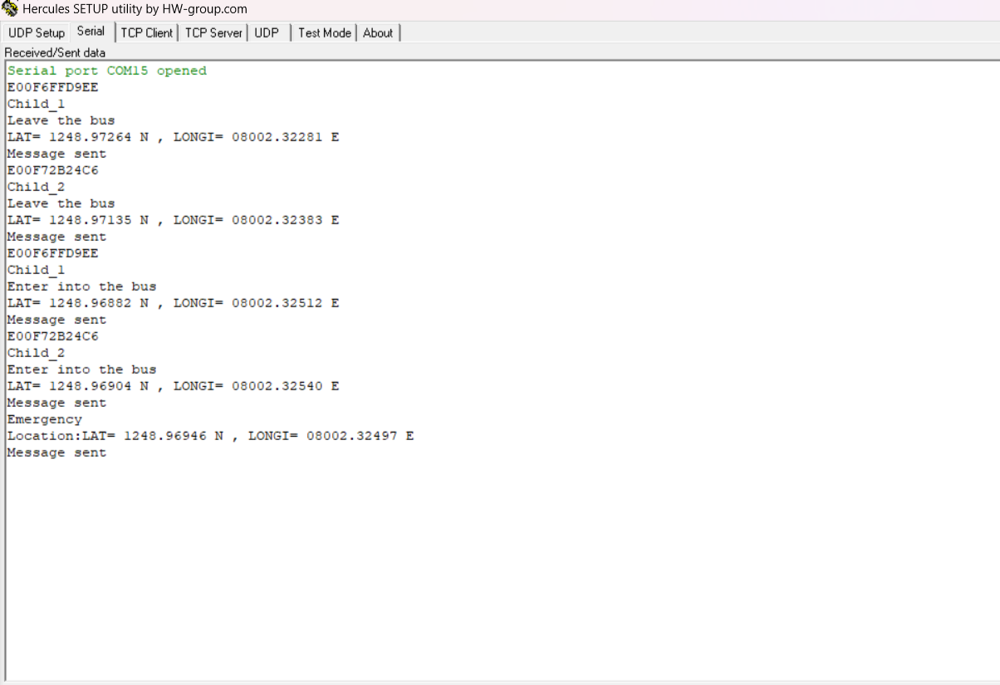 Hercules SETUP utility by HW-group.com
UDP Setup Serial TCP Client TCP Server UDP Test Mode About
Received/Sent data
Serial port COM15 opened
E00F6FFD9EE
Child_1
Leave the bus
LAT= 1248.97264 N , LONGI= 08002.32281 E
Message sent
E00F72B24C6
Child_2
Leave the bus
LAT= 1248.97135 N , LONGI= 08002.32383 E
Message sent
E00F6FFD9EE
Child_1
Enter into the bus
LAT= 1248.96882 N , LONGI= 08002.32512 E
Message sent
E00F72B24C6
Child_2
Enter into the bus
LAT= 1248.96904 N , LONGI= 08002.32540 E
Message sent
Emergency
Location:LAT= 1248.96946 N , LONGI= 08002.32497 E
Message sent